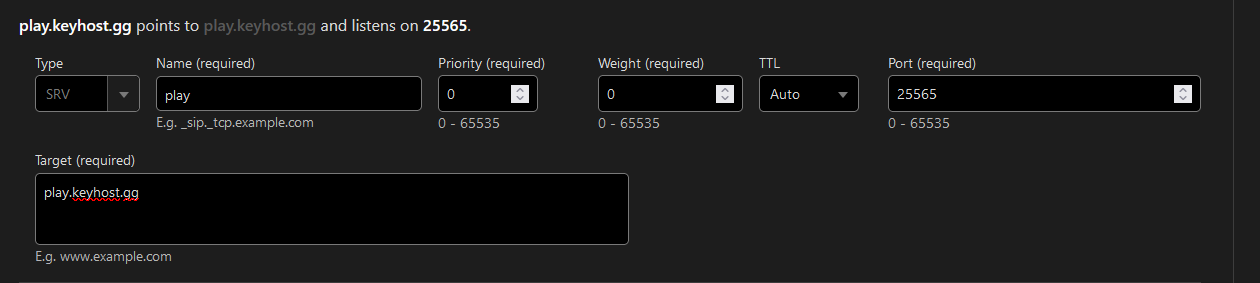 play.keyhost.gg points to play.keyhost.gg and listens on 25565.
Type Name (required) Priority (required) Weight (required) TTL Port (required)
SRV play 0 0 Auto 25565
E.g. _sip._tcp.example.com 0 - 65535 0 - 65535 0 - 65535
Target (required)
play.keyhost.gg
E.g. www.example.com